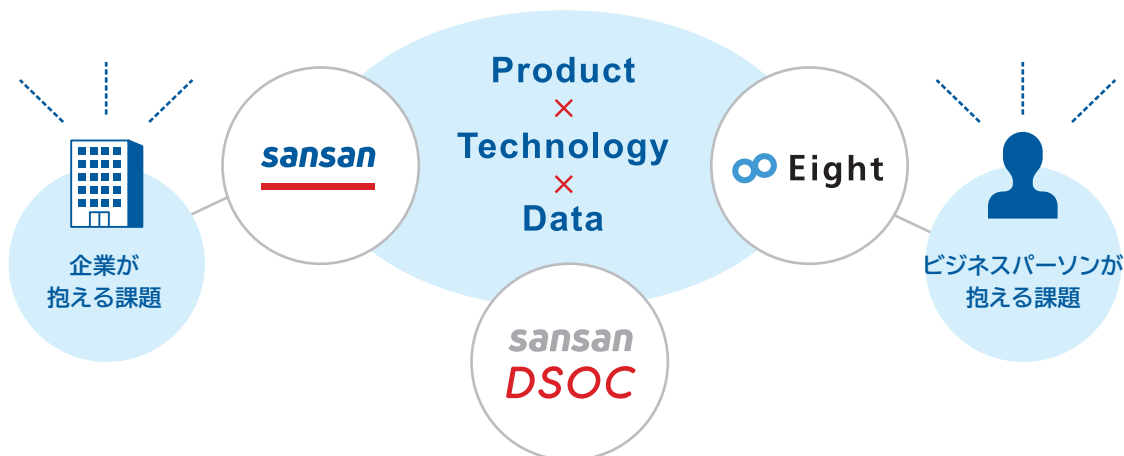 Product
×
Technology
×
Data
sansan
Eight
企業が
抱える課題
ビジネスパーソンが
抱える課題
sansan
DSOC